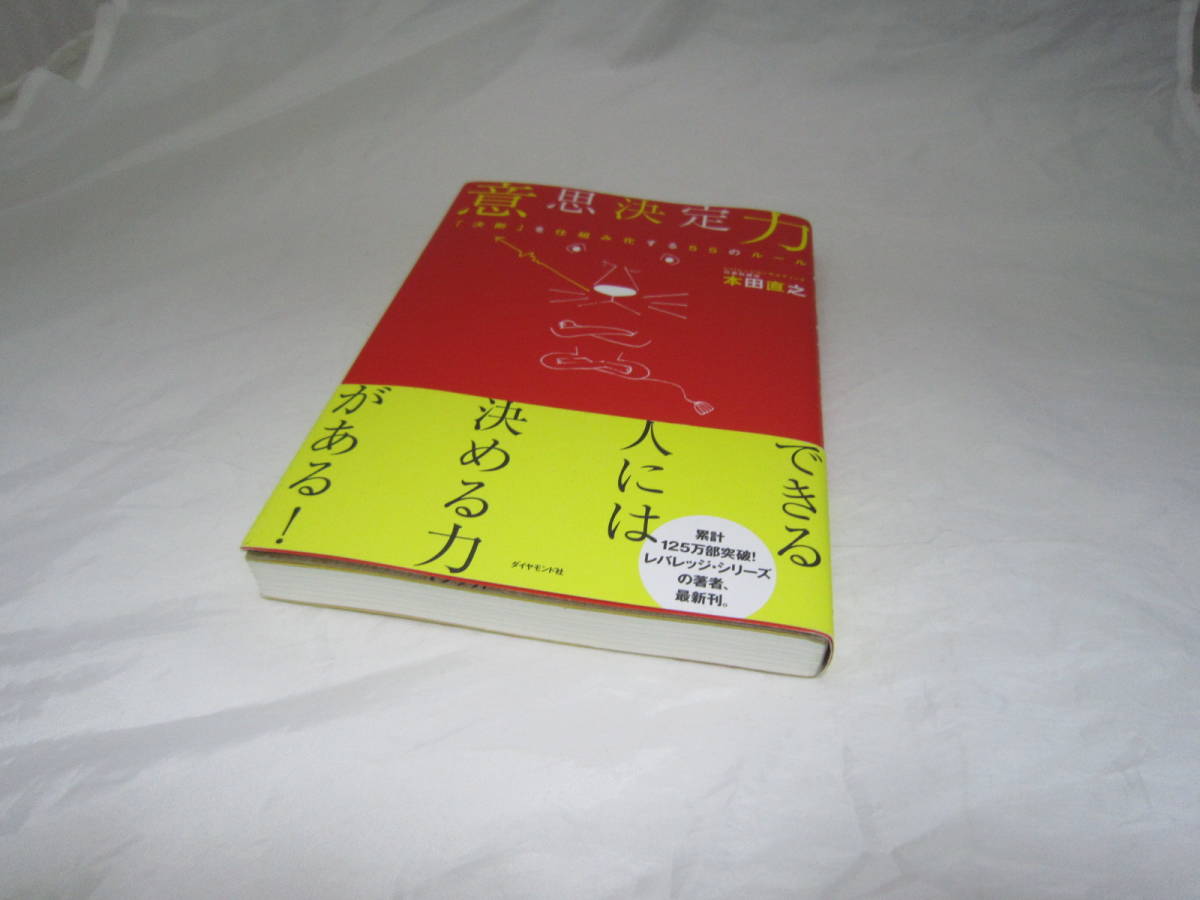 意思決定力
「決断」を仕組み化する55のルール
本田直之
できる
人には
決める力
がある!
累計
125万部突破!
レバレッジ・シリーズ
の著者、
最新刊。
ダイヤモンド社